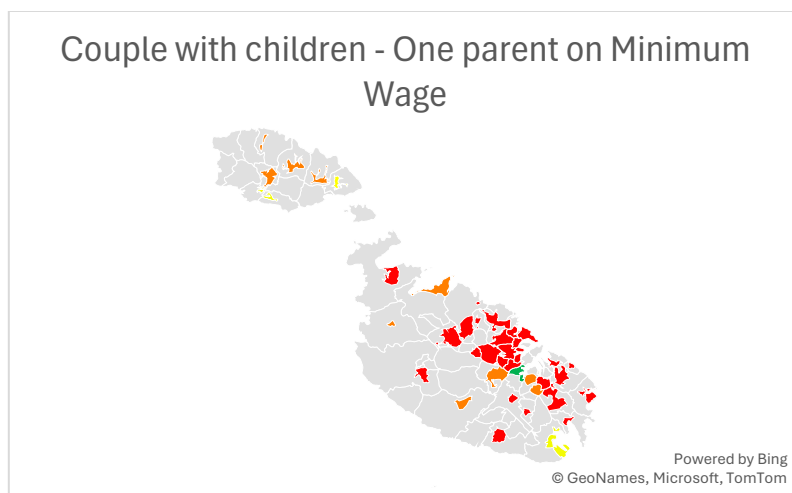 Couple with children - One parent on Minimum
Wage
Powered by Bing
© GeoNames, Microsoft, TomTom